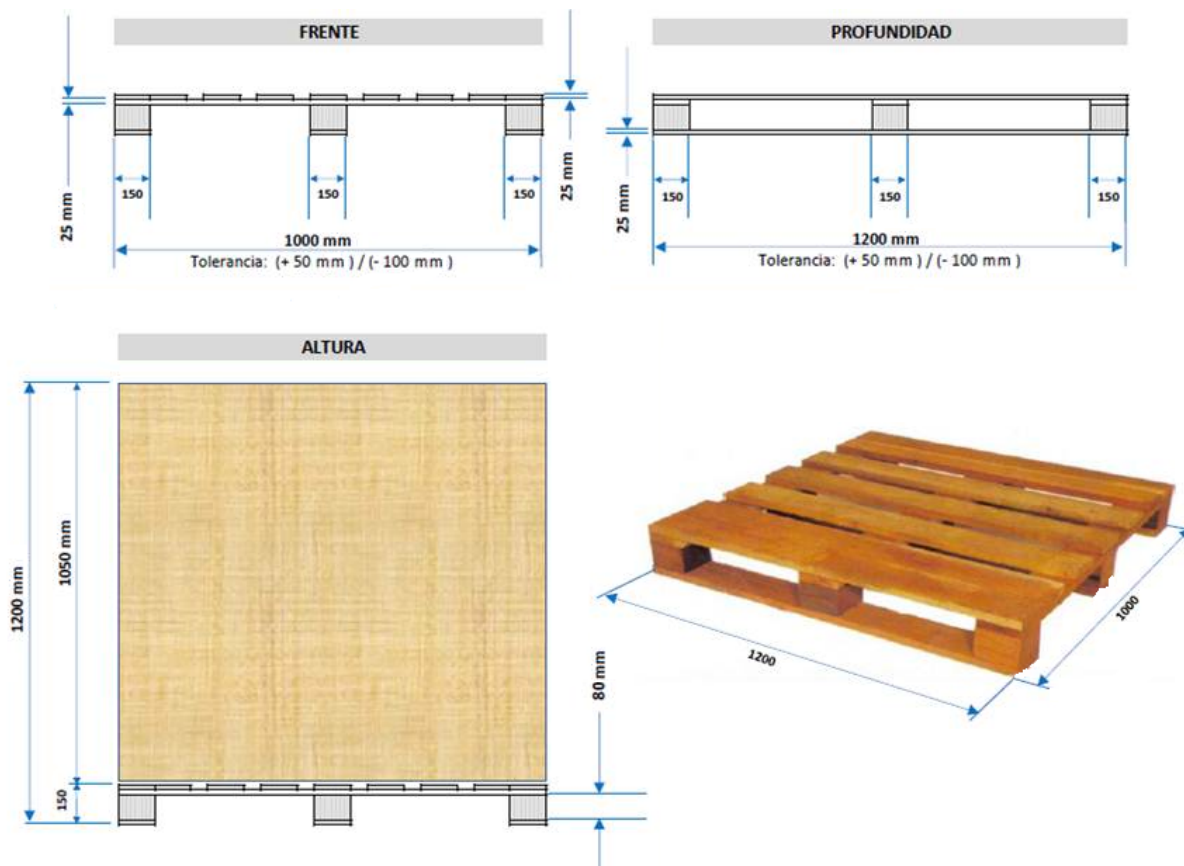 FRENTE
25 mm
25 mm
150
150
150
1000 mm
Tolerancia: (+ 50 mm ) / (- 100 mm )
PROFUNDIDAD
25 mm
150
150
150
1200 mm
Tolerancia: (+ 50 mm ) / (- 100 mm )
ALTURA
1200 mm
1050 mm
150
80 mm
1200
1000